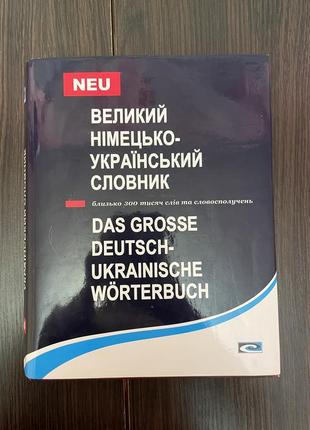 NEU
ВЕЛИКИЙ
НІМЕЦЬКО-
УКРАЇНСЬКИЙ
СЛОВНИК
близько 300 тисяч слів та словосполучень
DAS GROSSE
DEUTSCH-
UKRAINISCHE
WÖRTERBUCH